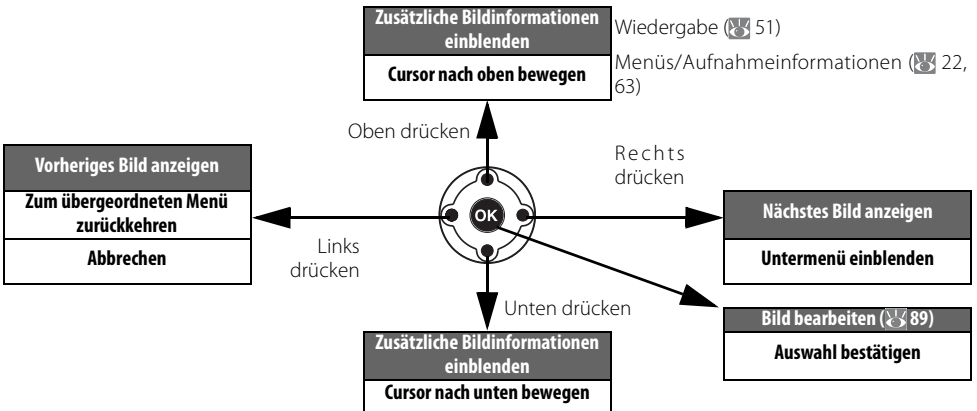 Zusätzliche Bildinformationen
einblenden
Cursor nach oben bewegen
Wiedergabe (51)
Menüs/Aufnahmeinformationen (22,
63)
Oben drücken
Rechts
drücken
Vorheriges Bild anzeigen
Zum übergeordneten Menü
zurückkehren
Abbrechen
OK
Nächstes Bild anzeigen
Untermenü einblenden
Links
drücken
Unten drücken
Bild bearbeiten (89)
Auswahl bestätigen
Zusätzliche Bildinformationen
einblenden
Cursor nach unten bewegen